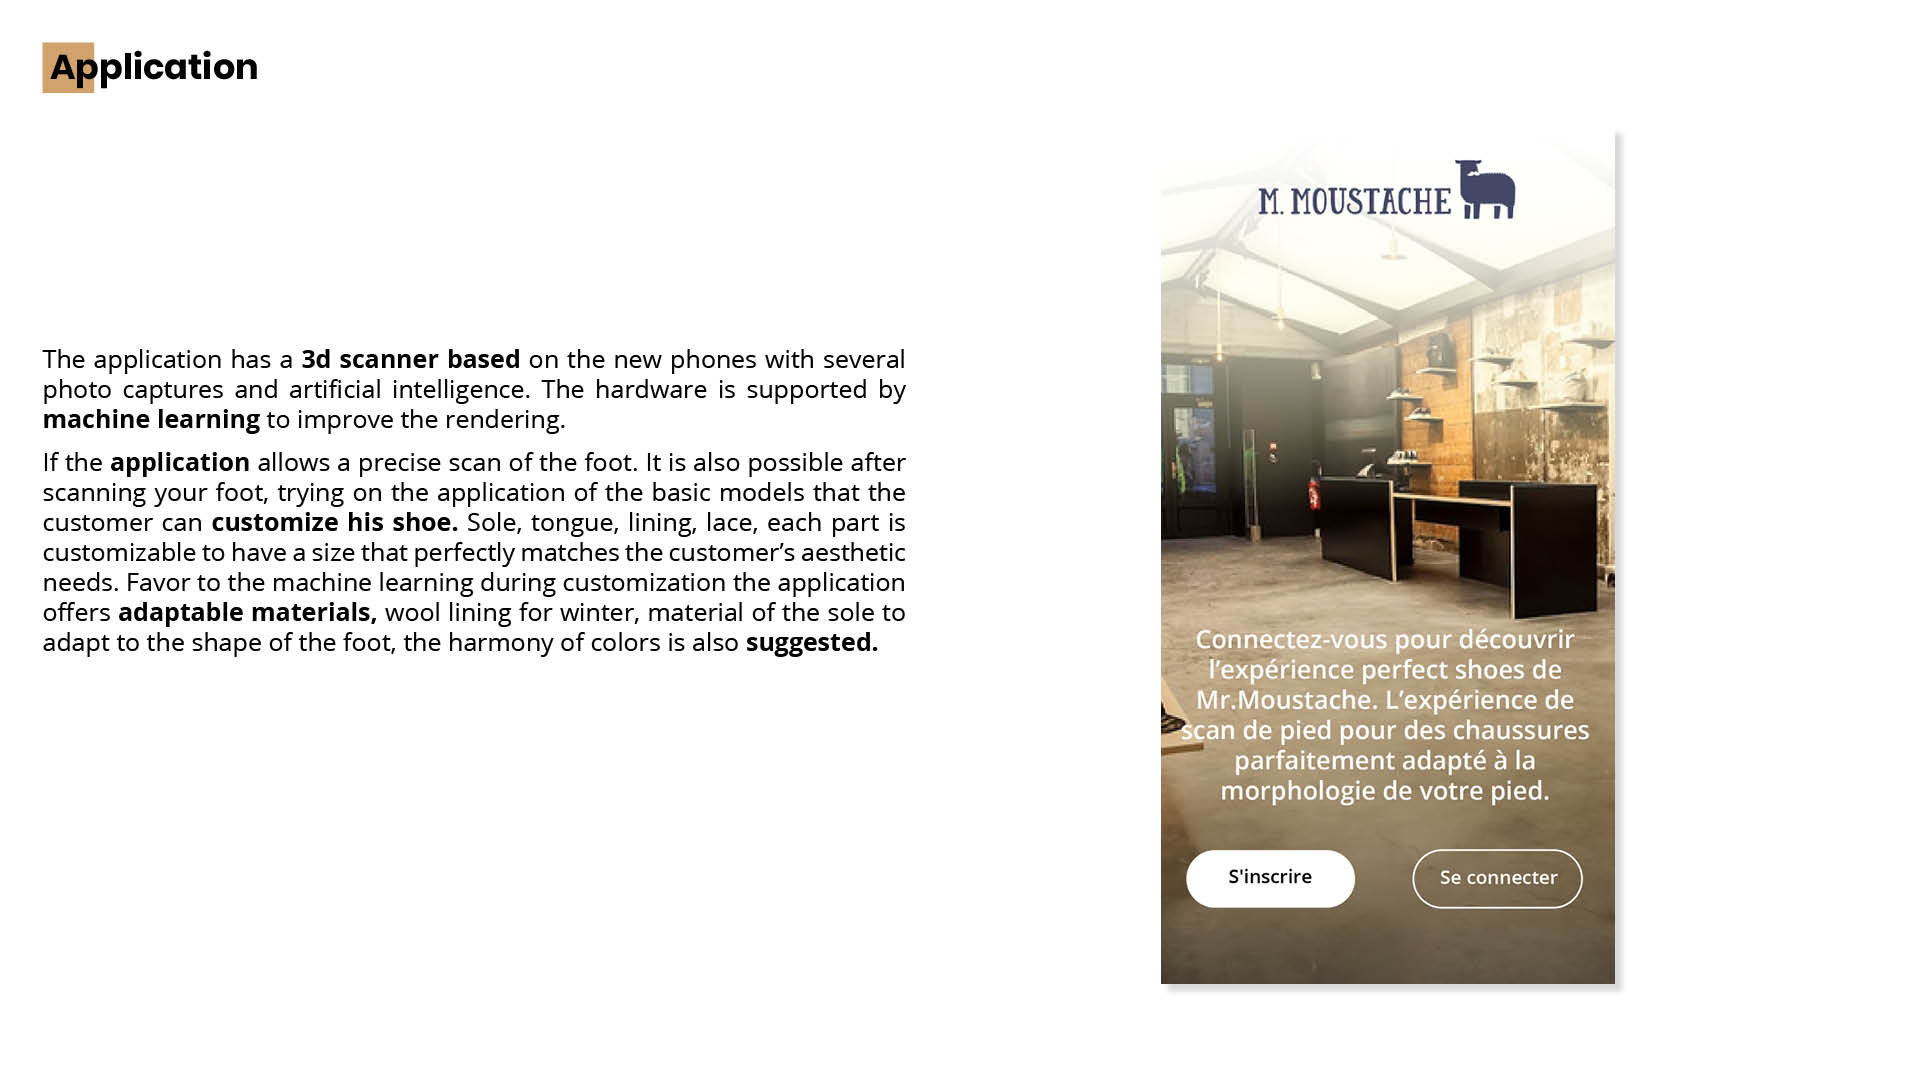 Application
The application has a 3d scanner based on the new phones with several
photo captures and artificial intelligence. The hardware is supported by
machine learning to improve the rendering.
If the application allows a precise scan of the foot. It is also possible after
scanning your foot, trying on the application of the basic models that the
customer can customize his shoe. Sole, tongue, lining, lace, each part is
customizable to have a size that perfectly matches the customer’s aesthetic
needs. Favor to the machine learning during customization the application
offers adaptable materials, wool lining for winter, material of the sole to
adapt to the shape of the foot, the harmony of colors is also suggested.
M. MOUSTACHE
Connectez-vous pour découvrir
l’expérience perfect shoes de
Mr.Moustache. L’expérience de
scan de pied pour des chaussures
parfaitement adapté à la
morphologie de votre pied.
S'inscrire
Se connecter